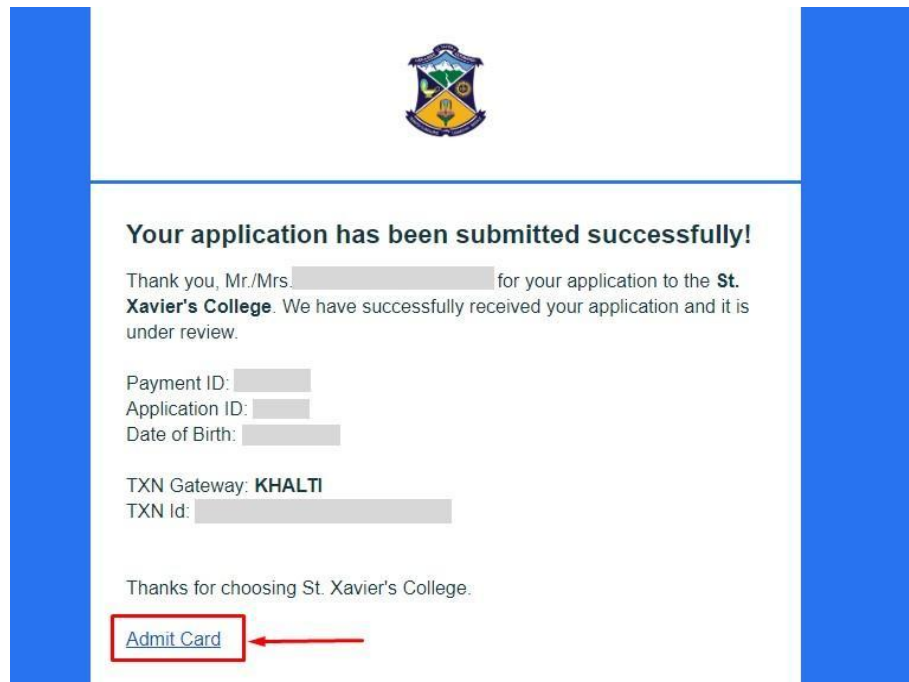 Your application has been submitted successfully!
Thank you, Mr./Mrs. for your application to the St.
Xavier's College. We have successfully received your application and it is
under review.
Payment ID:
Application ID:
Date of Birth:
TXN Gateway: KHALTI
TXN Id:
Thanks for choosing St. Xavier's College.
Admit Card